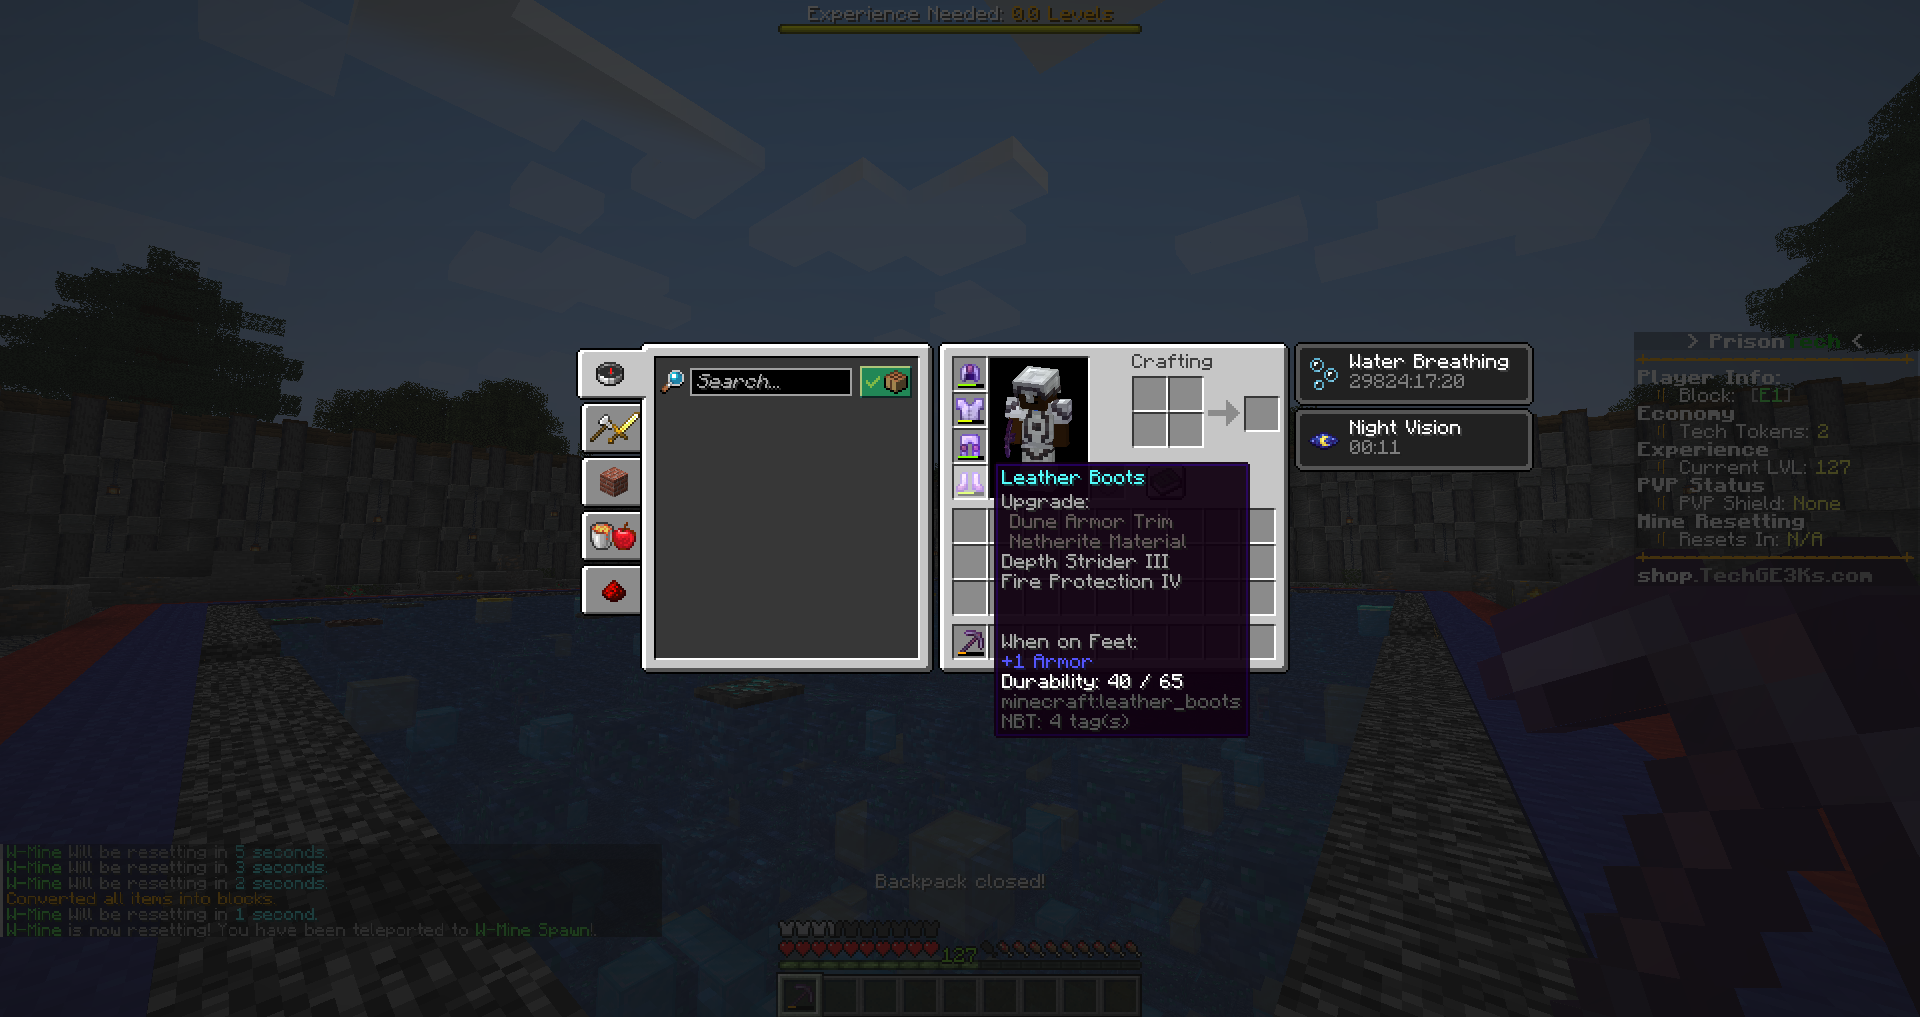 Experience Needed: 0.0 Levels
Search...
Crafting
Water Breathing
29824:17:20
Night Vision
00:11
Leather Boots
Upgrade:
Dune Armor Trim
Netherite Material
Depth Strider III
Fire Protection IV
When on Feet:
+1 Armor
Durability: 40 / 65
minecraft:leather_boots
NBT: 4 tag(s)
> PrisonTech <
Player Info:
Block: [E1]
Economy
Tech Tokens: 2
Experience
Current LVL: 127
PVP Status
PVP Shield: None
Mine Resetting
Resets In: N/A
shop.TechGE3Ks.com
W-Mine Will be resetting in 5 seconds.
W-Mine Will be resetting in 3 seconds.
W-Mine Will be resetting in 2 seconds.
Converted all items into blocks.
W-Mine Will be resetting in 1 second.
W-Mine is now resetting! You have been teleported to W-Mine Spawn!.
Backpack closed!
127